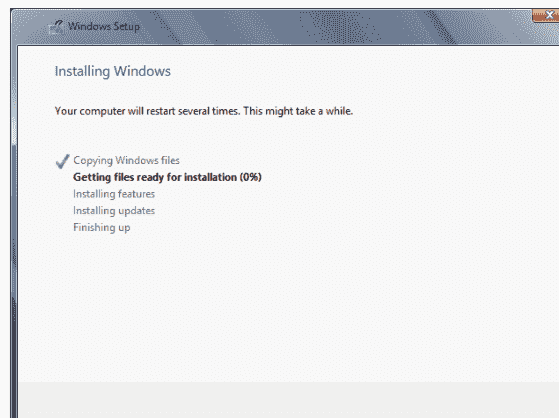 Windows Setup
Installing Windows
Your computer will restart several times. This might take a while.
Copying Windows files
Getting files ready for installation (0%)
Installing features
Installing updates
Finishing up